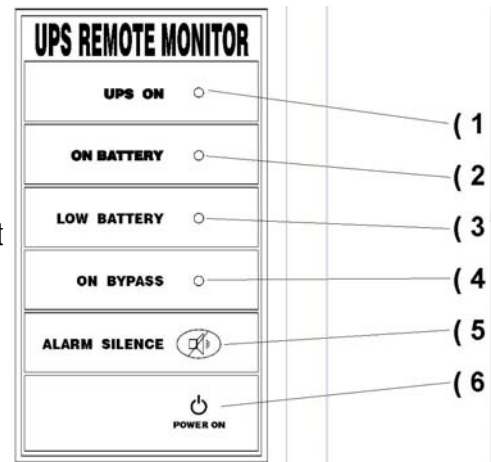 UPS REMOTE MONITOR
UPS ON
( 1
ON BATTERY
( 2
LOW BATTERY
( 3
t
ON BYPASS
( 4
ALARM SILENCE
( 5
( 6
POWER ON